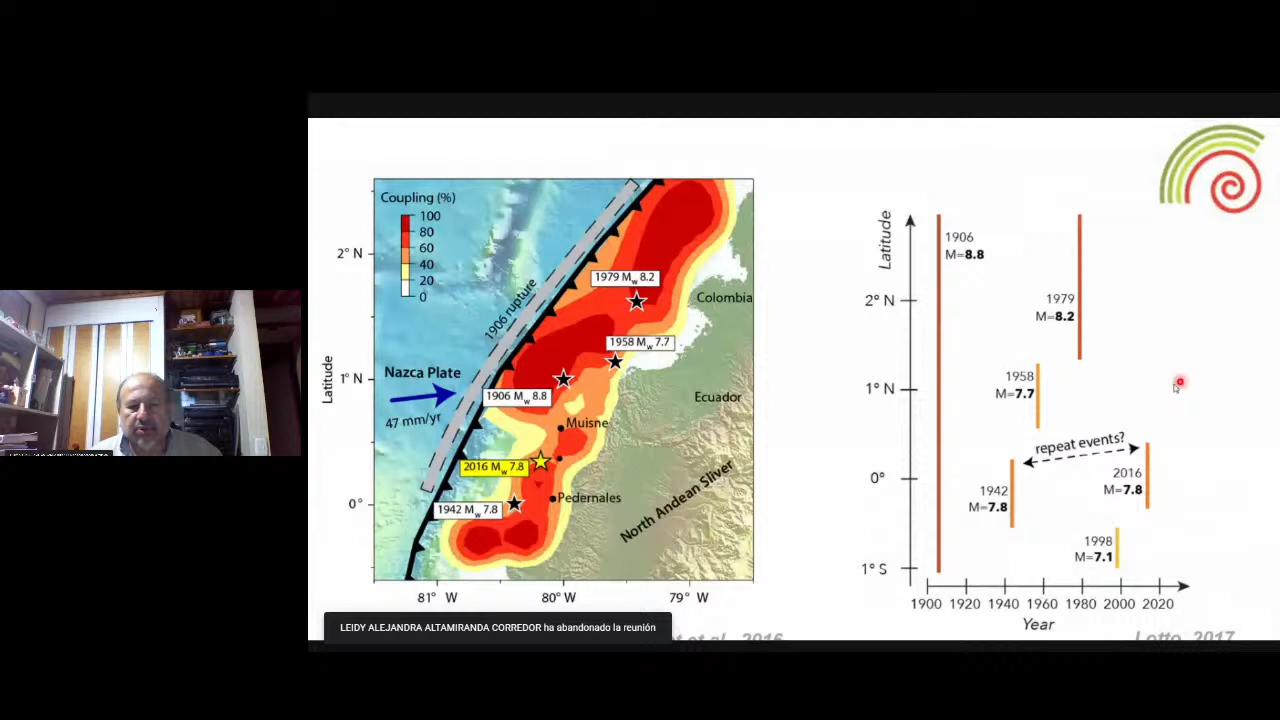 Coupling (%)
100
80
60
40
20
0
2° N
1° N
0°
Latitude
81° W
80° W
79° W
1906 rupture
Nazca Plate
47 mm/yr
1979 Mw 8.2
1958 Mw 7.7
1906 Mw 8.8
2016 Mw 7.8
1942 Mw 7.8
Colombia
Ecuador
Muisne
Pedernales
North Andean Sliver
LEIDY ALEJANDRA ALTAMIRANDA CORREDOR ha abandonado la reunión
2016
Latitude
2° N
1° N
0°
1° S
1906
M=8.8
1979
M=8.2
1958
M=7.7
repeat events?
1942
M=7.8
2016
M=7.8
1998
M=7.1
1900 1920 1940 1960 1980 2000 2020
Year
Lotto, 2017